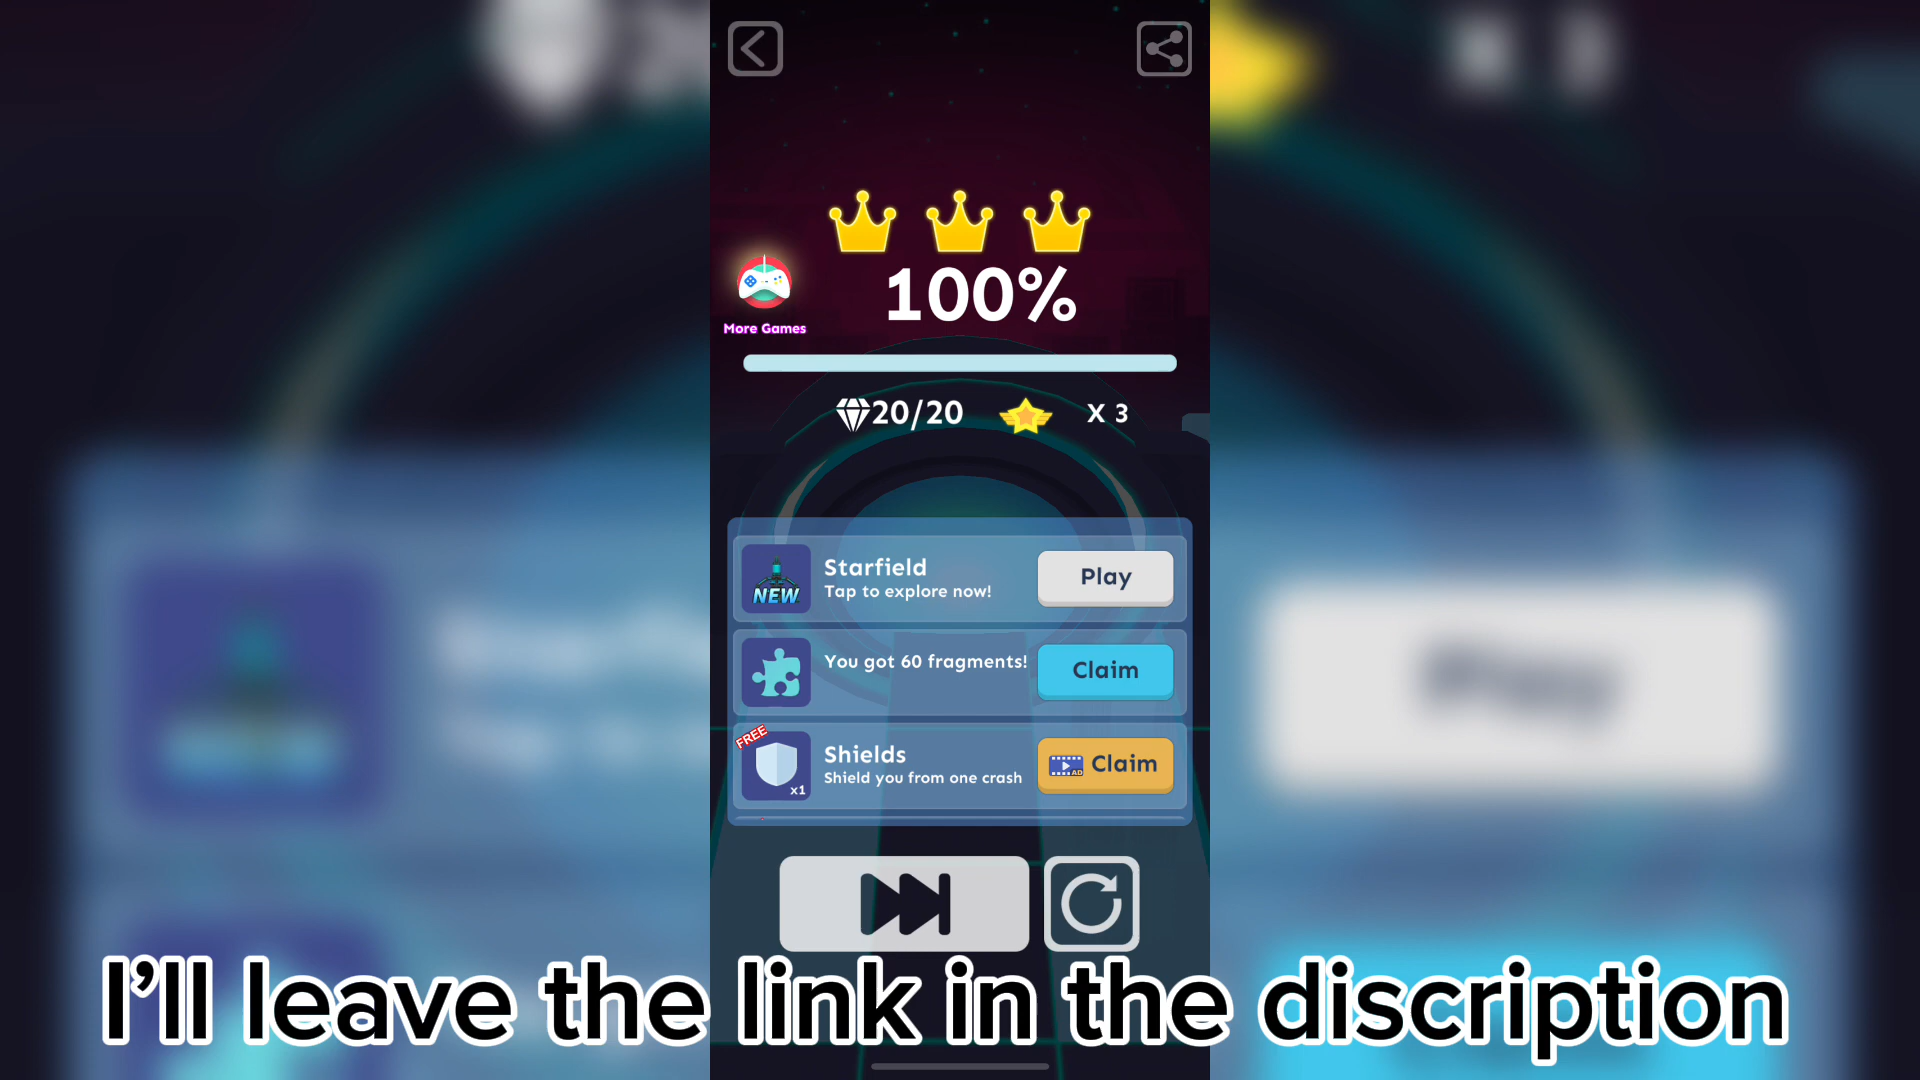 100%
More Games
20/20
X 3
Starfield
Tap to explore now!
NEW
Play
You got 60 fragments!
Claim
FREE
Shields
Shield you from one crash
x1
AD
Claim
I'll leave the link in the discription